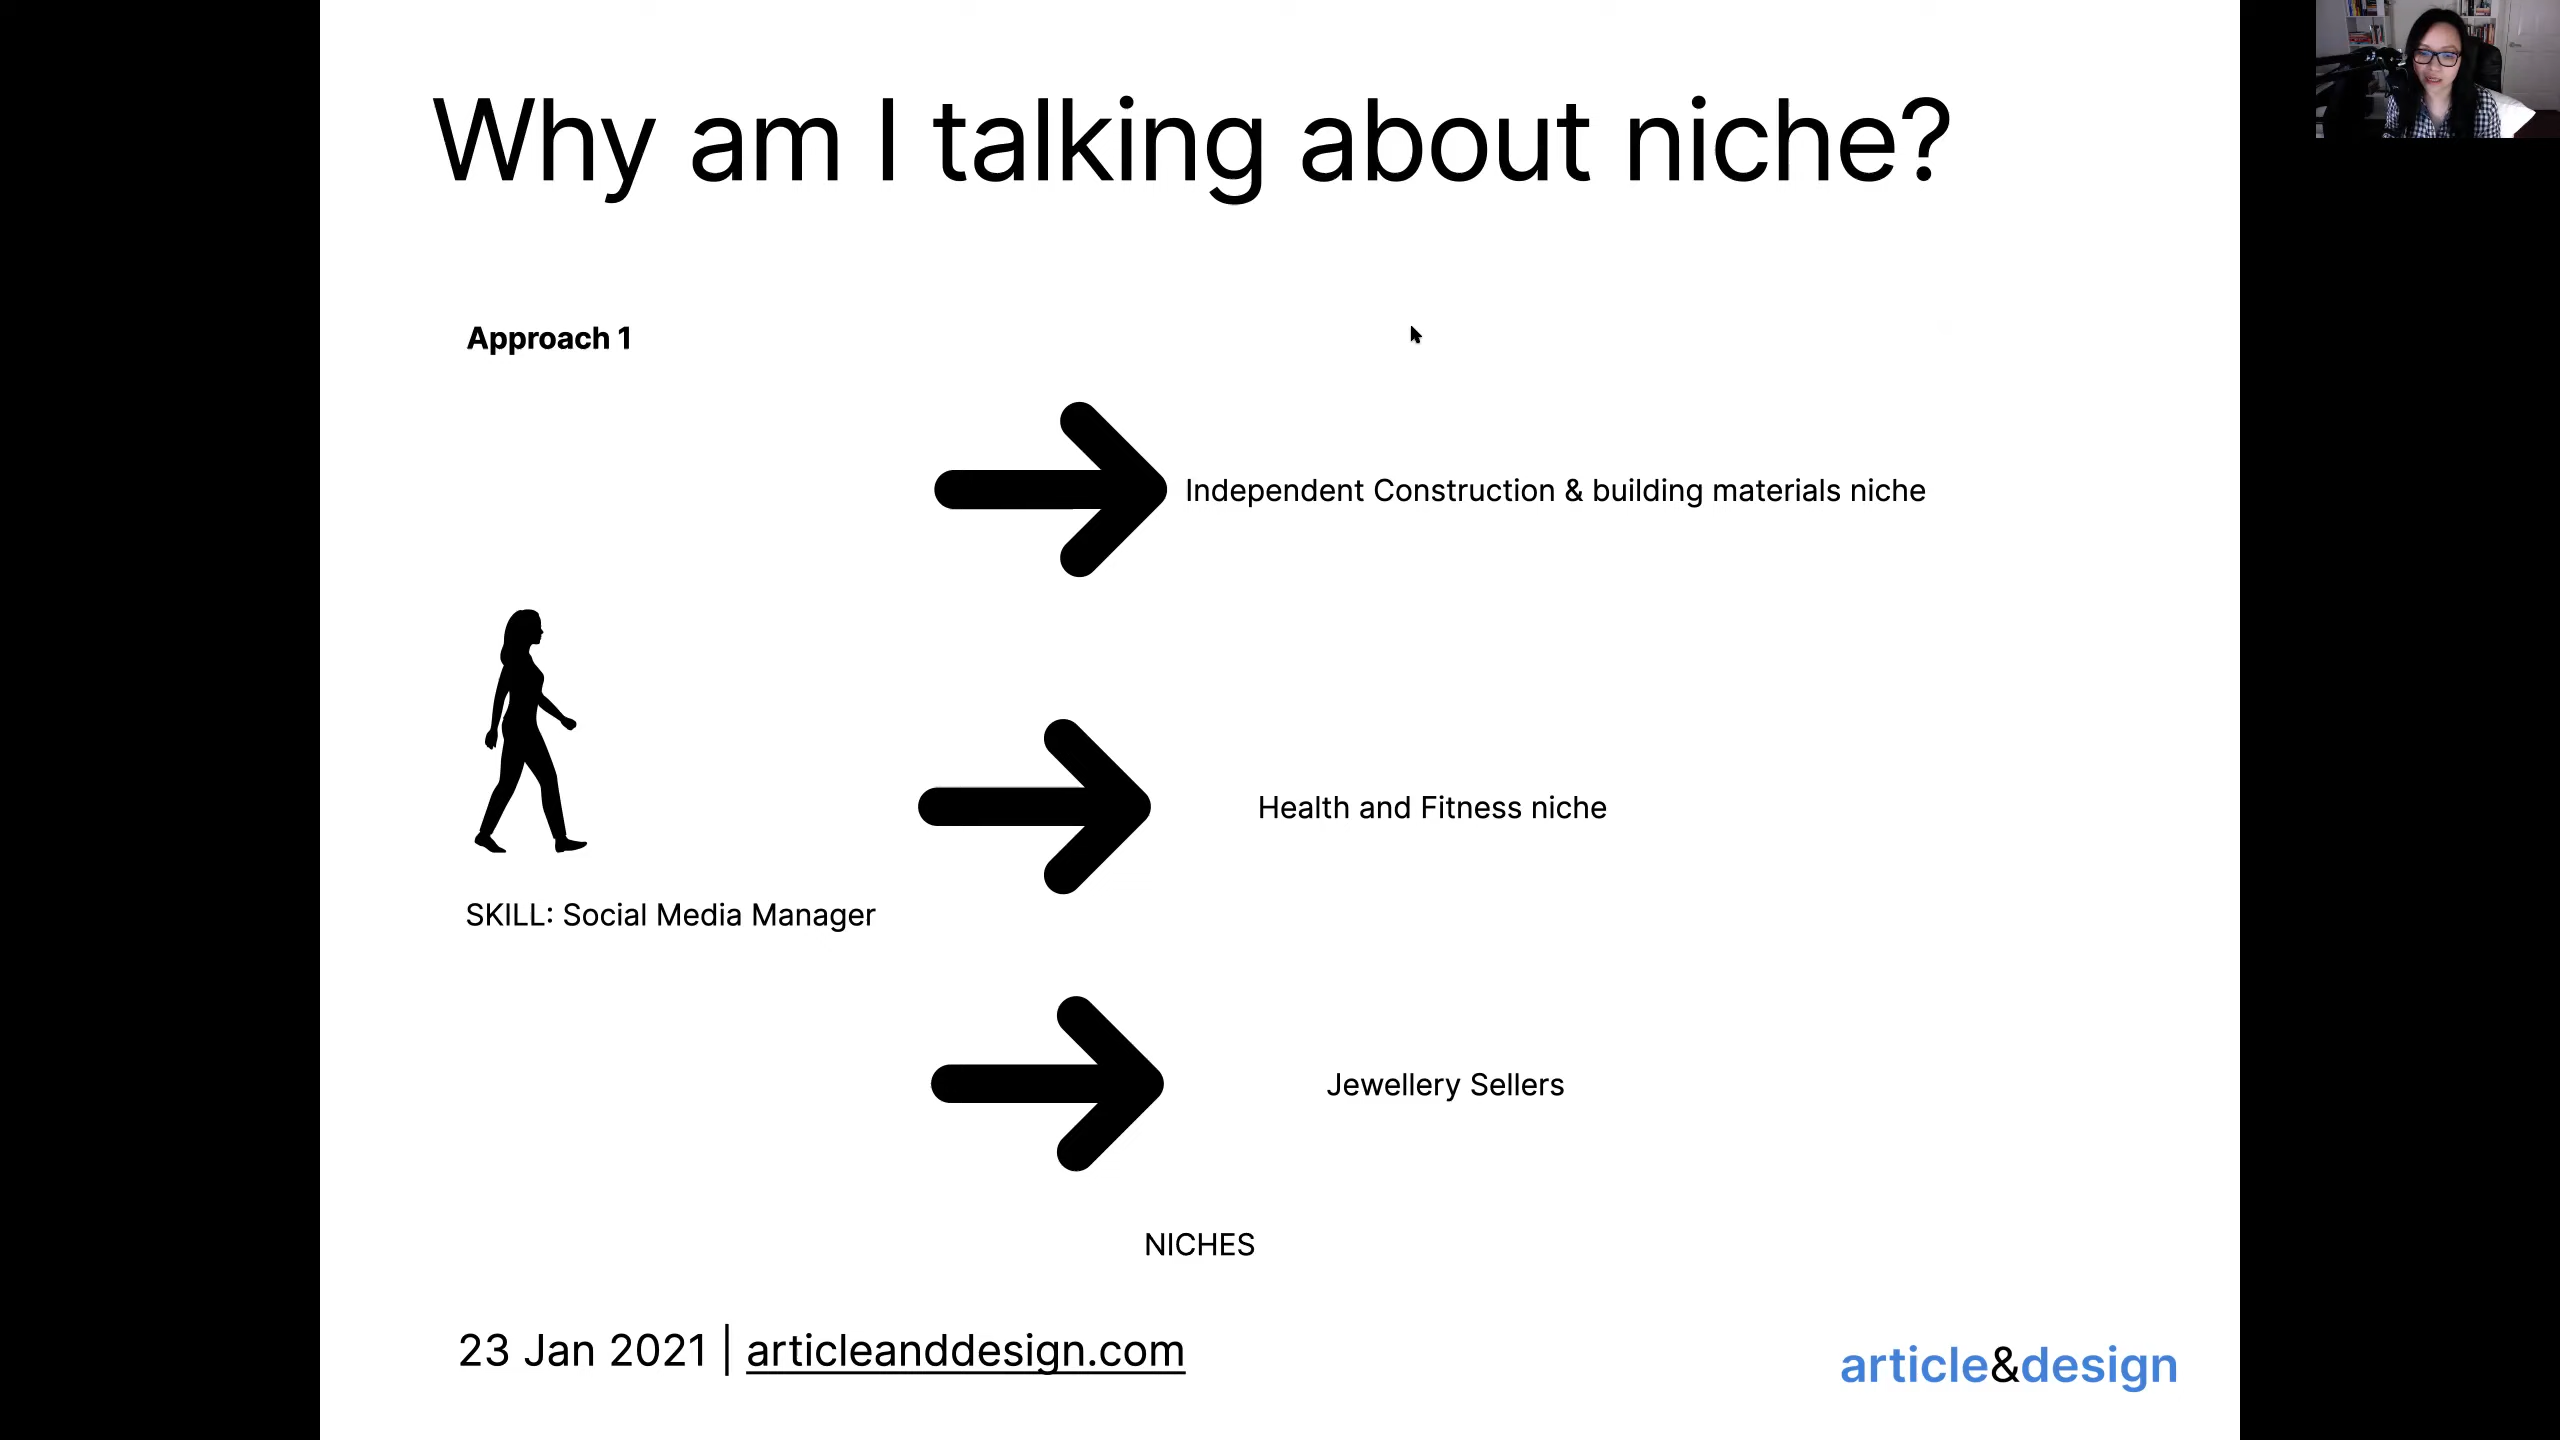 Why am I talking about niche?
Approach 1
Independent Construction & building materials niche
Health and Fitness niche
SKILL: Social Media Manager
Jewellery Sellers
NICHES
23 Jan 2021 | articleanddesign.com
article&design